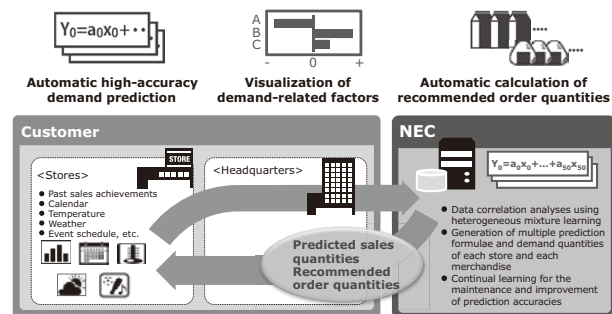 Y0=a0x0+・・
A
B
C
- 0 +
Automatic high-accuracy
demand prediction
Visualization of
demand-related factors
Automatic calculation of
recommended order quantities
Customer
NEC
<Stores>
STORE
● Past sales achievements
● Calendar
● Temperature
● Weather
● Event schedule, etc.
<Headquarters>
Predicted sales
quantities
Recommended
order quantities
Y0=a0x0+...+a50x50
● Data correlation analyses using
heterogeneous mixture learning
● Generation of multiple prediction
formulae and demand quantities
of each store and each
merchandise
● Continual learning for the
maintenance and improvement
of prediction accuracies